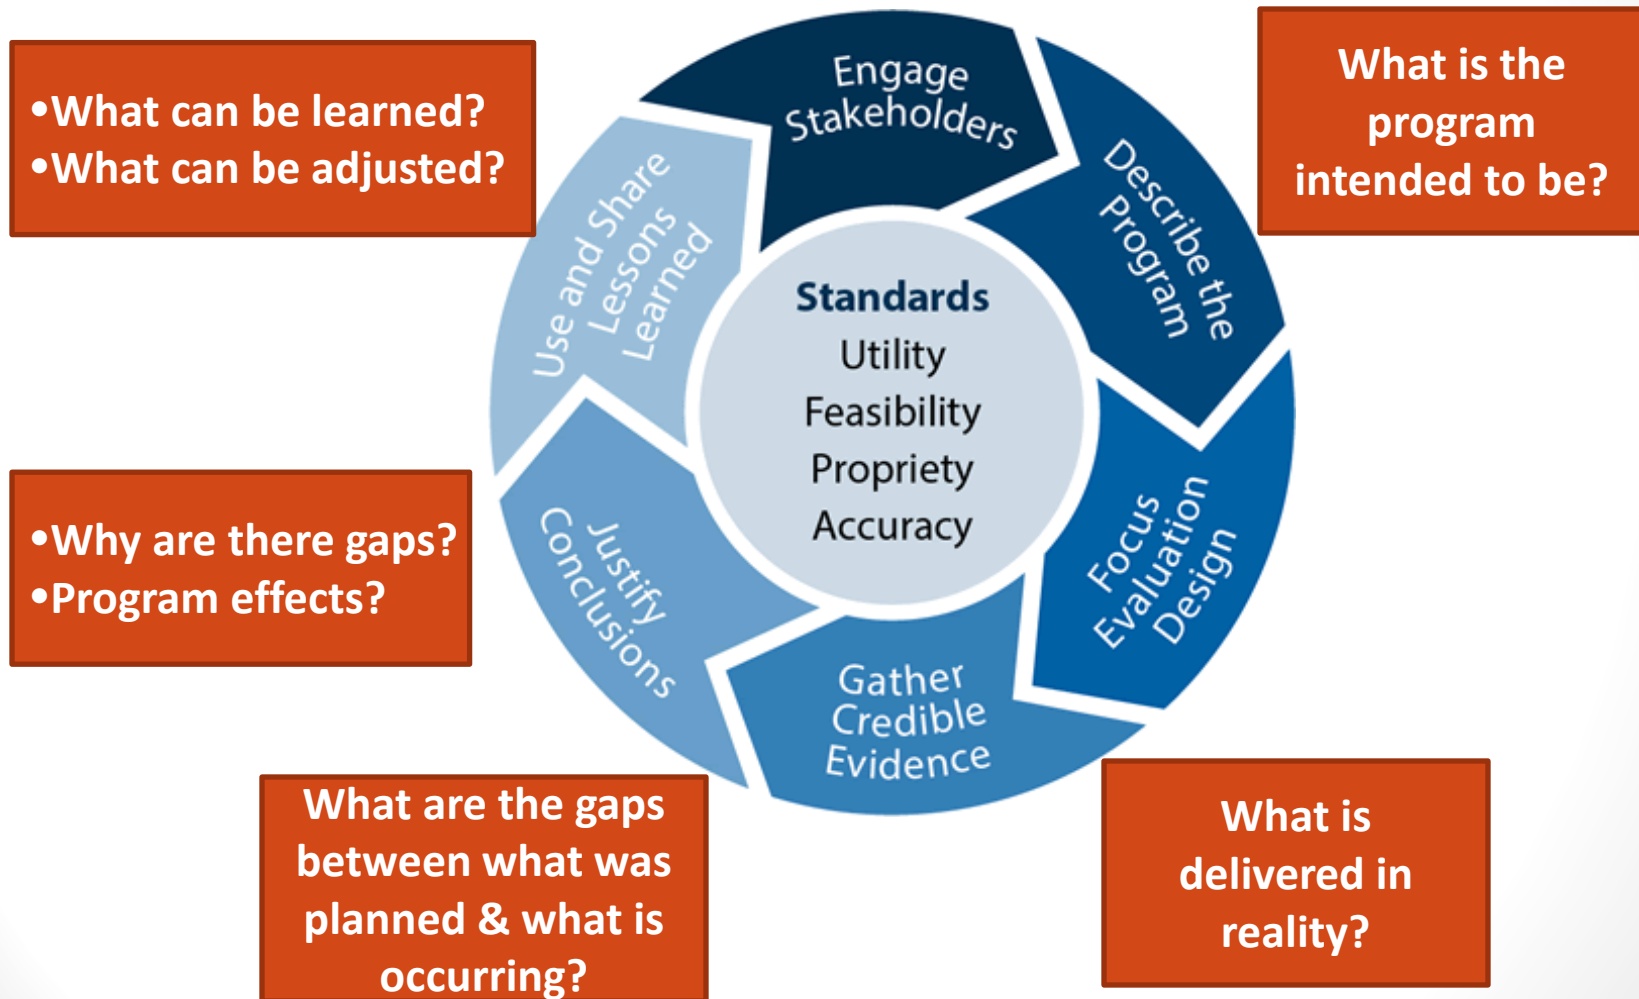 •What can be learned?
•What can be adjusted?
Engage
Stakeholders
What is the
program
intended to be?
Describe the
Program
Use and Share
Lessons
Learned
Standards
Utility
Feasibility
Propriety
Accuracy
Focus
Evaluation
Design
•Why are there gaps?
•Program effects?
Justify
Conclusions
Gather
Credible
Evidence
What are the gaps
between what was
planned & what is
occurring?
What is
delivered in
reality?